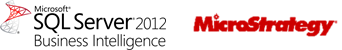 Microsoft®
SQL Server® 2012
Business Intelligence
MicroStrategy®